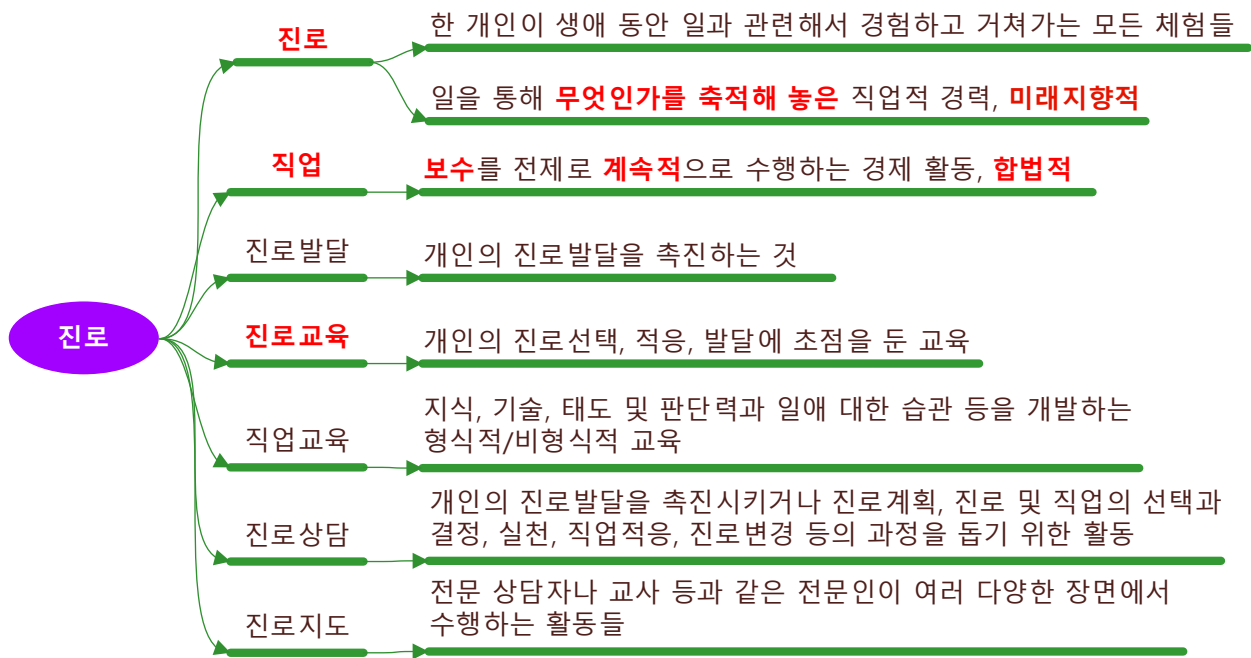 진로
진로
한 개인이 생애 동안 일과 관련해서 경험하고 거쳐가는 모든 체험들
일을 통해 무엇인가를 축적해 놓은 직업적 경력, 미래지향적
직업
보수를 전제로 계속적으로 수행하는 경제 활동, 합법적
진로발달
개인의 진로발달을 촉진하는 것
진로교육
개인의 진로선택, 적응, 발달에 초점을 둔 교육
직업교육
지식, 기술, 태도 및 판단력과 일애 대한 습관 등을 개발하는
형식적/비형식적 교육
진로상담
개인의 진로발달을 촉진시키거나 진로계획, 진로 및 직업의 선택과
결정, 실천, 직업적응, 진로변경 등의 과정을 돕기 위한 활동
진로지도
전문 상담자나 교사 등과 같은 전문인이 여러 다양한 장면에서
수행하는 활동들